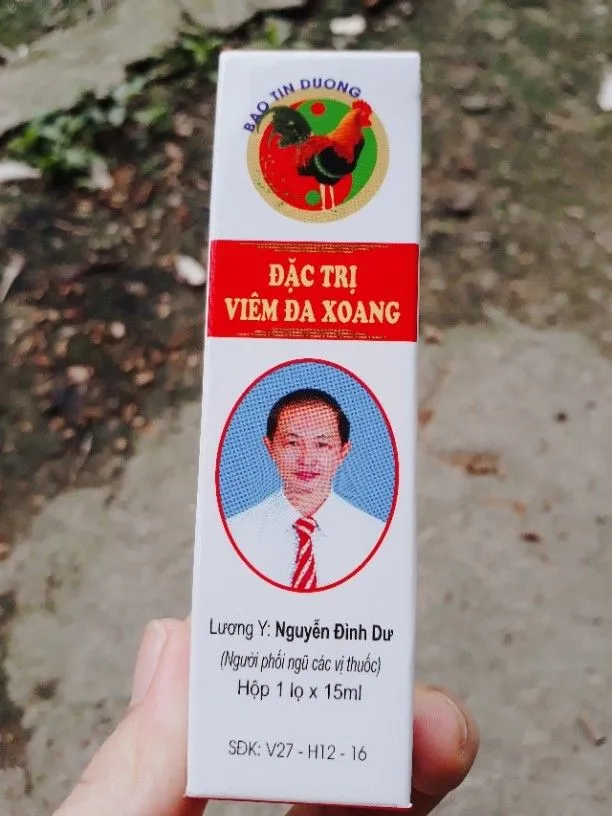 BAO TIN DUONG
ĐẶC TRỊ
VIÊM ĐA XOANG
Lương Y: Nguyễn Đình Dư
(Người phối ngũ các vị thuốc)
Hộp 1 lọ x 15ml
SĐK: V27 - H12 - 16